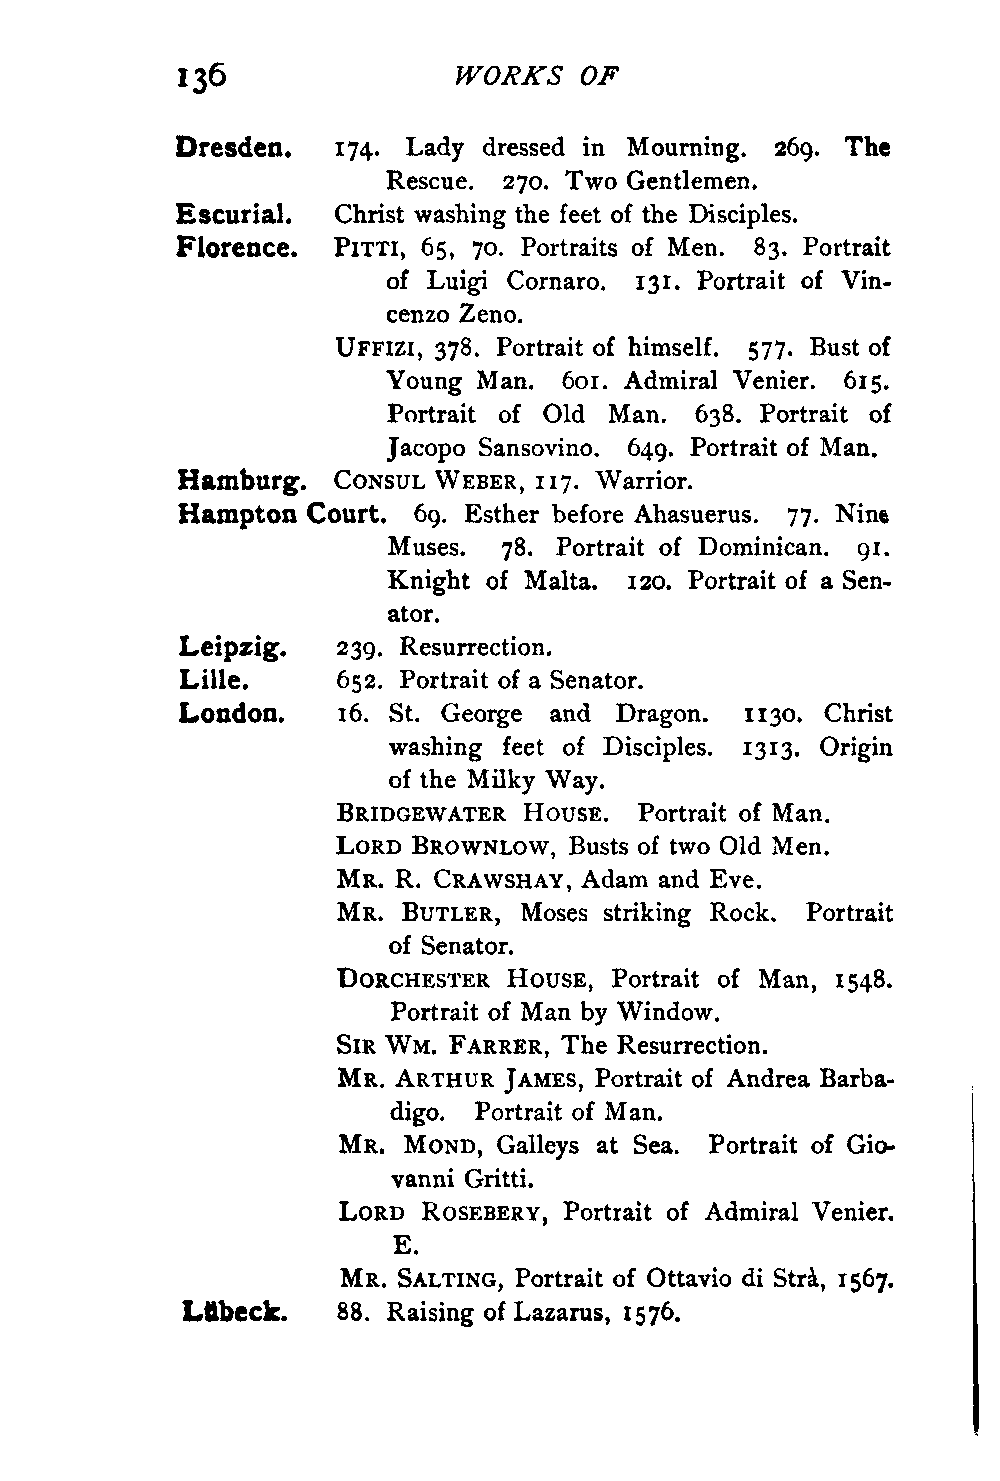 136 WORKS OF
Dresden. 174. Lady dressed in Mourning. 269. The
Rescue. 270. Two Gentlemen.
Escurial. Christ washing the feet of the Disciples.
Florence. PITTI, 65, 70. Portraits of Men. 83. Portrait
of Luigi Cornaro. 131. Portrait of Vin-
cenzo Zeno.
UFFIZI, 378. Portrait of himself. 577. Bust of
Young Man. 601. Admiral Venier. 615.
Portrait of Old Man. 638. Portrait of
Jacopo Sansovino. 649. Portrait of Man.
Hamburg. CONSUL WEBER, 117. Warrior.
Hampton Court. 69. Esther before Ahasuerus. 77. Nine
Muses. 78. Portrait of Dominican. 91.
Knight of Malta. 120. Portrait of a Sen-
ator.
Leipzig. 239. Resurrection.
Lille. 652. Portrait of a Senator.
London. 16. St. George and Dragon. 1130. Christ
washing feet of Disciples. 1313. Origin
of the Milky Way.
BRIDGEWATER HOUSE. Portrait of Man.
LORD BROWNLOW, Busts of two Old Men.
MR. R. CRAWSHAY, Adam and Eve.
MR. BUTLER, Moses striking Rock. Portrait
of Senator.
DORCHESTER HOUSE, Portrait of Man, 1548.
Portrait of Man by Window.
SIR WM. FARRER, The Resurrection.
MR. ARTHUR JAMES, Portrait of Andrea Barba-
digo. Portrait of Man.
MR. MOND, Galleys at Sea. Portrait of Gio-
vanni Gritti.
LORD ROSEBERY, Portrait of Admiral Venier.
E.
MR. SALTING, Portrait of Ottavio di Strà, 1567.
Lübeck. 88. Raising of Lazarus, 1576.